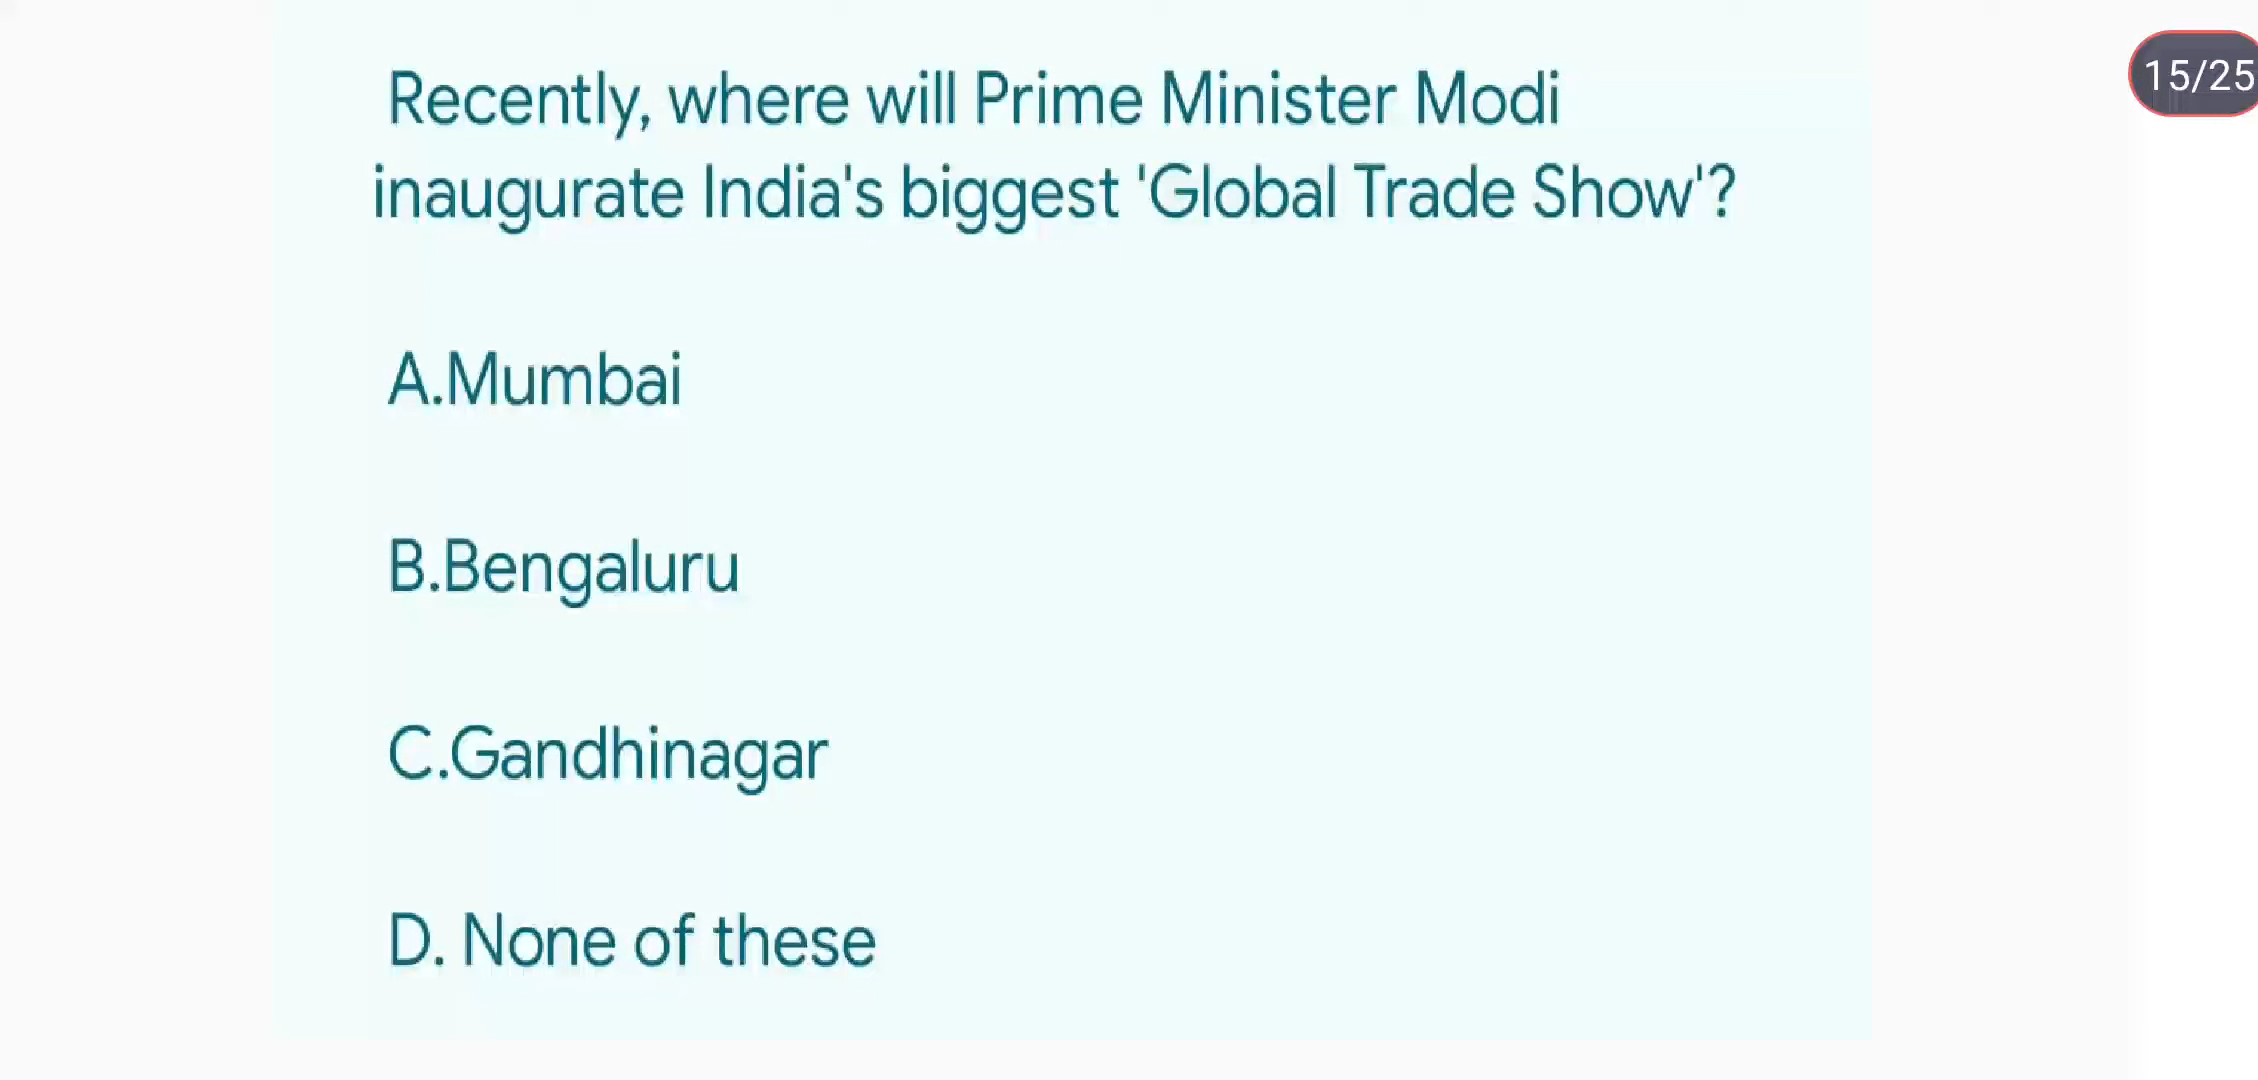 Recently, where will Prime Minister Modi
inaugurate India's biggest 'Global Trade Show'?
A.Mumbai
B.Bengaluru
C.Gandhinagar
D. None of these
15/25